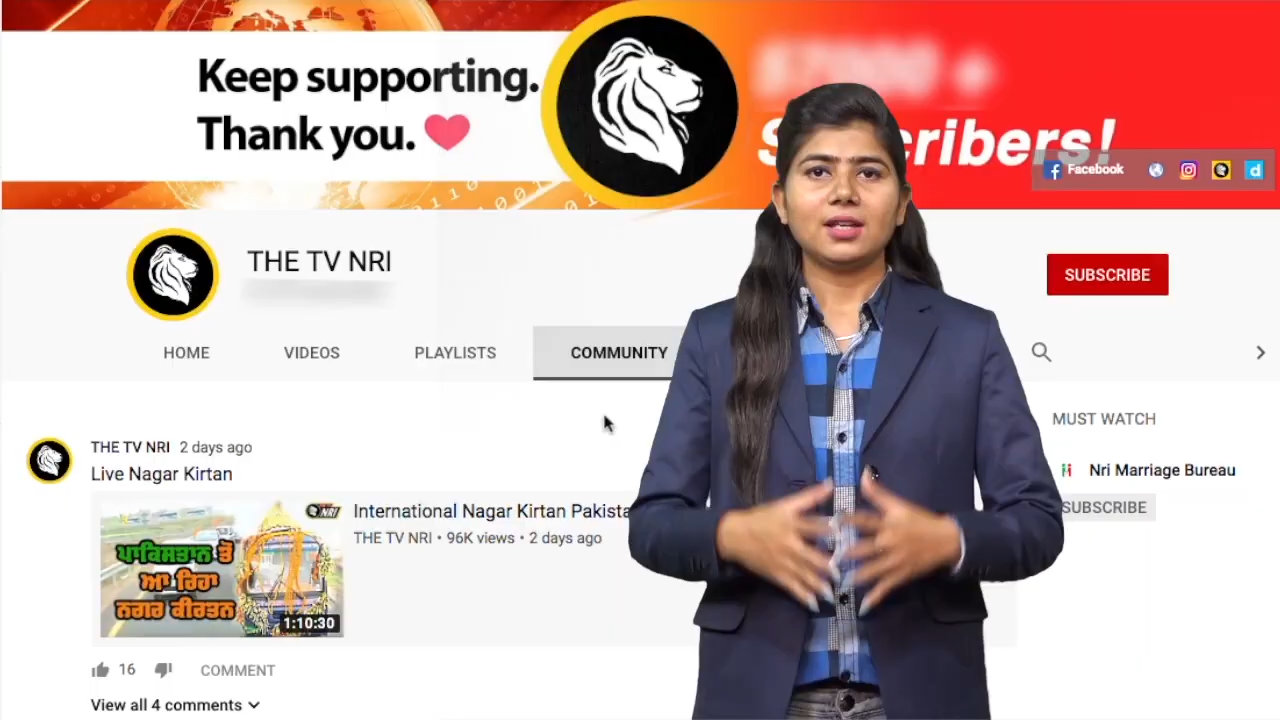 Keep supporting.
Thank you.
cribers!
Facebook
THE TV NRI
SUBSCRIBE
HOME
VIDEOS
PLAYLISTS
COMMUNITY
MUST WATCH
THE TV NRI 2 days ago
Live Nagar Kirtan
Nri Marriage Bureau
SUBSCRIBE
NRI
International Nagar Kirtan Pakista
THE TV NRI • 96K views • 2 days ago
ਪਾਕਿਸਤਾਨ ਤੋਂ
ਆ ਰਿਹਾ
ਨਗਰ ਕੀਰਤਨ
1:10:30
16
COMMENT
View all 4 comments